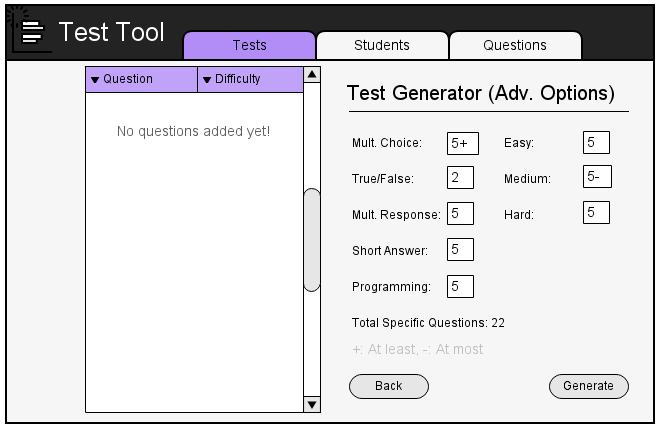 Test Tool
Tests
Students
Questions
Question
Difficulty
No questions added yet!
Test Generator (Adv. Options)
Mult. Choice: 5+ Easy: 5
True/False: 2 Medium: 5-
Mult. Response: 5 Hard: 5
Short Answer: 5
Programming: 5
Total Specific Questions: 22
+: At least, -: At most
Back
Generate